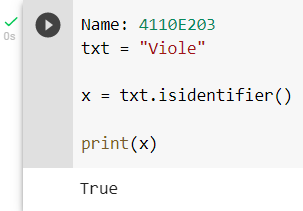 0s
Name: 4110E203
txt = "Viole"
x = txt.isidentifier()
print(x)
True